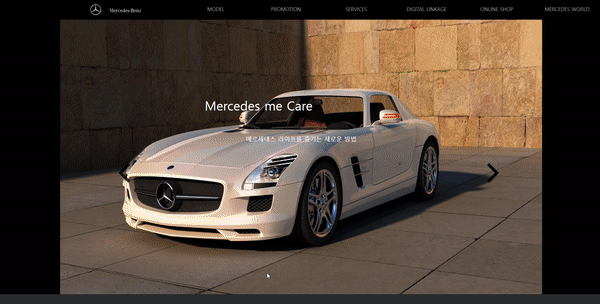 Mercedes-Benz
MODEL
PROMOTION
SERVICES
DIGITAL LINKAGE
ONLINE SHOP
MERCEDES WORLD
Mercedes me Care
메르세데스 라이프를 즐기는 새로운 방법